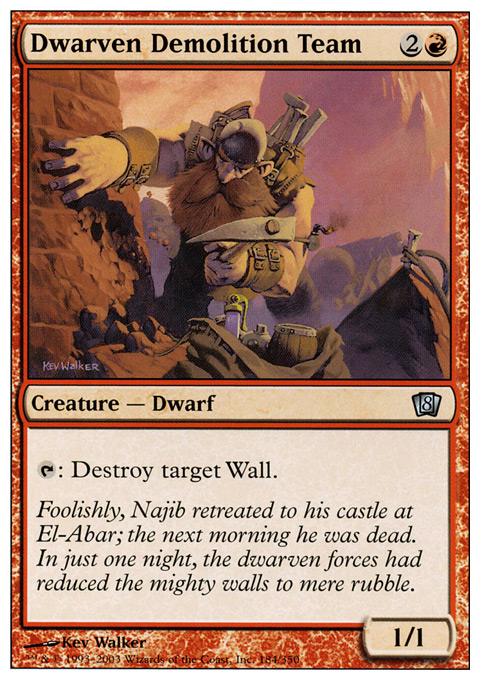 Dwarven Demolition Team 2
KEV WALKER
Creature — Dwarf 8
: Destroy target Wall.
Foolishly, Najib retreated to his castle at
El-Abar; the next morning he was dead.
In just one night, the dwarven forces had
reduced the mighty walls to mere rubble.
Kev Walker
1/1
& © 1993–2003 Wizards of the Coast, Inc. 184/350